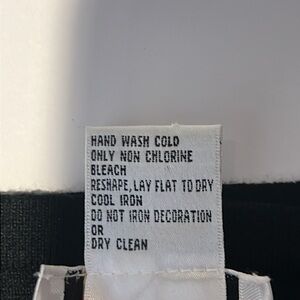 HAND WASH COLD
ONLY NON CHLORINE
BLEACH
RESHAPE, LAY FLAT TO DRY
COOL IRON
DO NOT IRON DECORATION
OR
DRY CLEAN